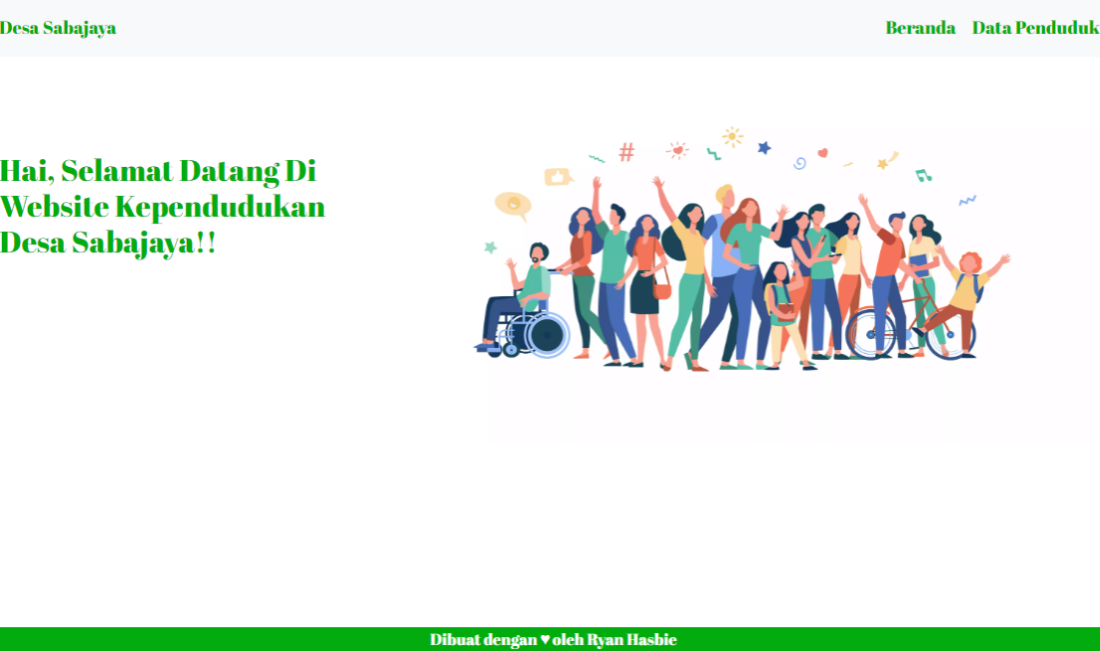 Desa Sabajaya
Beranda
Data Penduduk
Hai, Selamat Datang Di
Website Kependudukan
Desa Sabajaya!!
#
Dibuat dengan ♥ oleh Ryan Hasbie